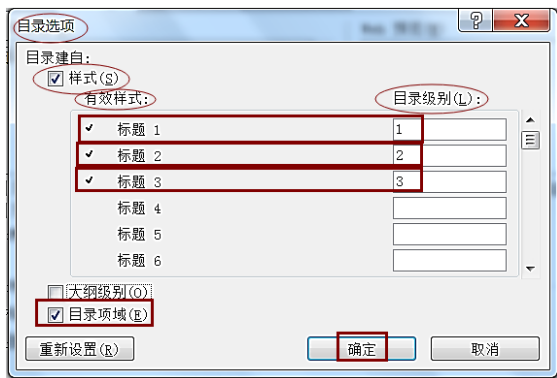 目录选项
目录建自:
样式(S)
有效样式: 目录级别(L):
标题 1 1
标题 2 2
标题 3 3
标题 4
标题 5
标题 6
大纲级别(O)
目录项域(E)
重新设置(R) 确定 取消